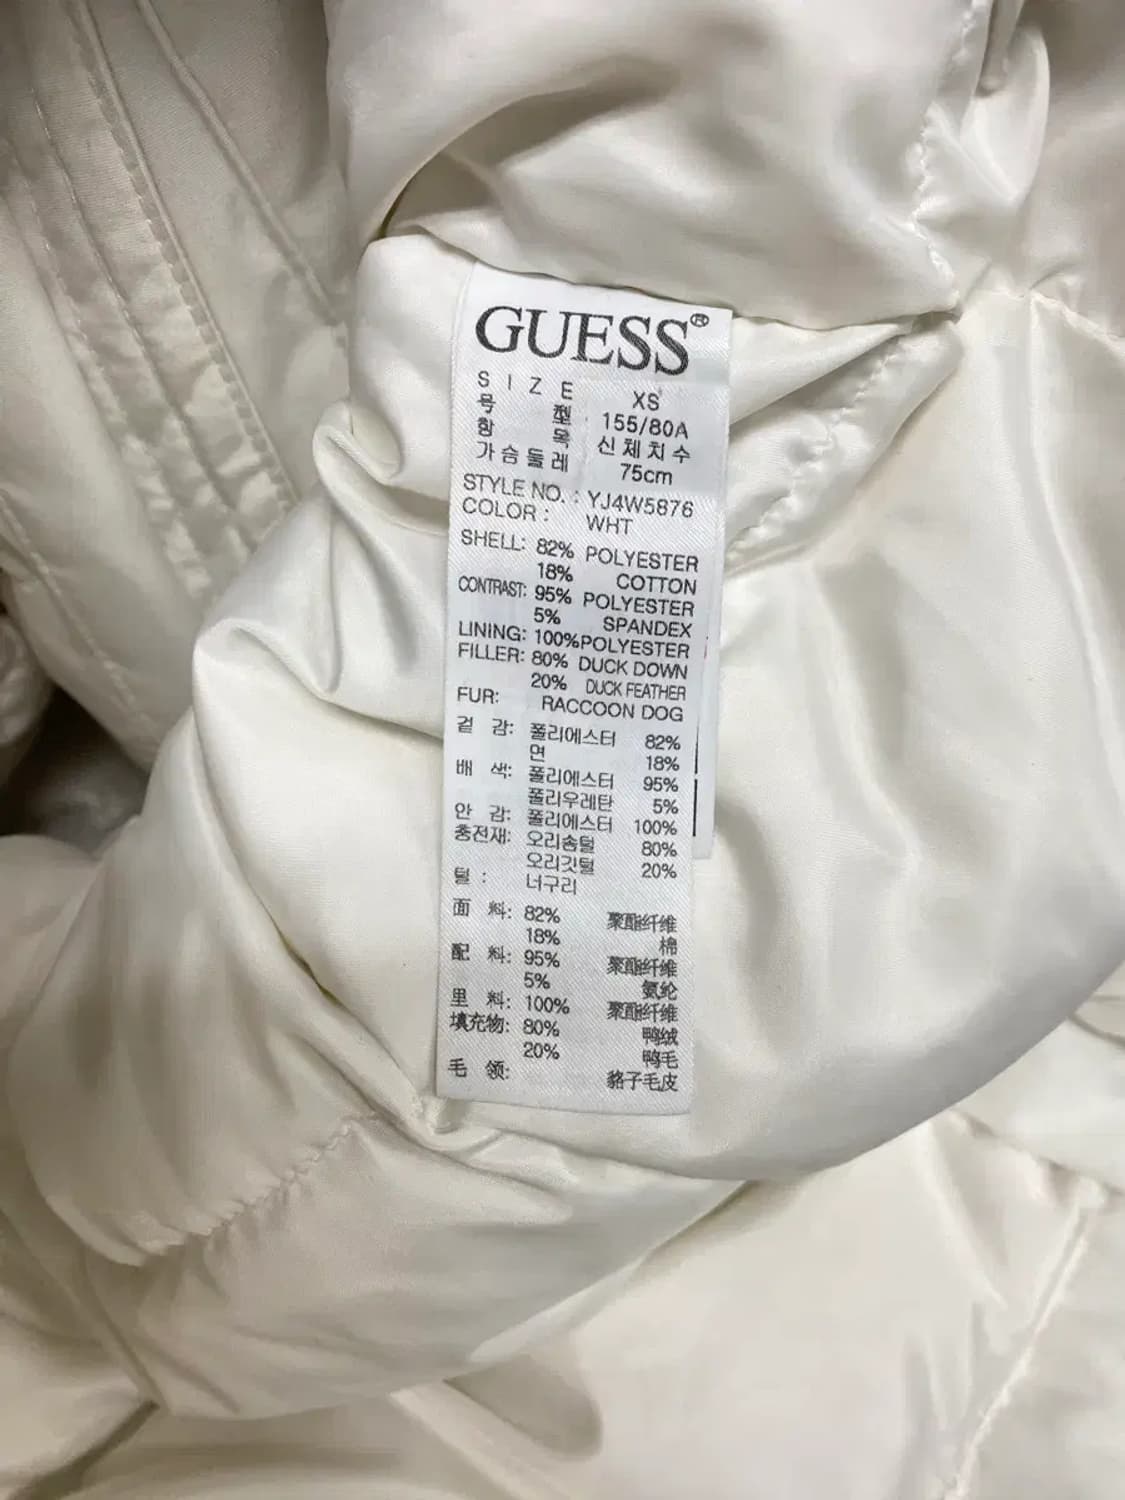 GUESS®
SIZE XS
号型 155/80A
항목 신체치수
가슴둘레 75cm
STYLE NO. : YJ4W5876
COLOR : WHT
SHELL: 82% POLYESTER
18% COTTON
CONTRAST: 95% POLYESTER
5% SPANDEX
LINING: 100% POLYESTER
FILLER: 80% DUCK DOWN
20% DUCK FEATHER
FUR: RACCOON DOG
겉감: 폴리에스터 82%
면 18%
배색: 폴리에스터 95%
폴리우레탄 5%
안감: 폴리에스터 100%
충전재: 오리솜털 80%
오리깃털 20%
털 : 너구리
面料: 82% 聚酯纤维
18% 棉
配料: 95% 聚酯纤维
5% 氨纶
里料: 100% 聚酯纤维
填充物: 80% 鸭绒
20% 鸭毛
毛领: 貉子毛皮